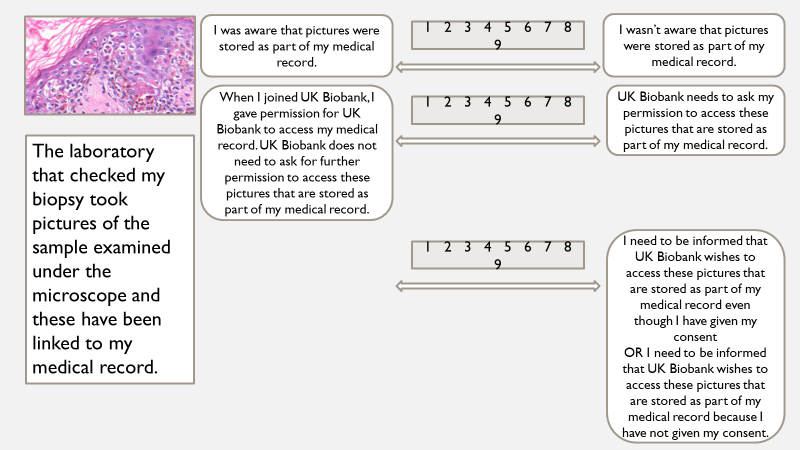 I was aware that pictures were
stored as part of my medical
record.
1 2 3 4 5 6 7 8
9
I wasn't aware that pictures
were stored as part of my
medical record.
When I joined UK Biobank, I
gave permission for UK
Biobank to access my medical
record. UK Biobank does not
need to ask for further
permission to access these
pictures that are stored as
part of my medical record.
1 2 3 4 5 6 7 8
9
UK Biobank needs to ask my
permission to access these
pictures that are stored as
part of my medical record.
The laboratory
that checked my
biopsy took
pictures of the
sample examined
under the
microscope and
these have been
linked to my
medical record.
1 2 3 4 5 6 7 8
9
I need to be informed that
UK Biobank wishes to
access these pictures that
are stored as part of my
medical record even
though I have given my
consent
OR I need to be informed
that UK Biobank wishes to
access these pictures that
are stored as part of my
medical record because I
have not given my consent.